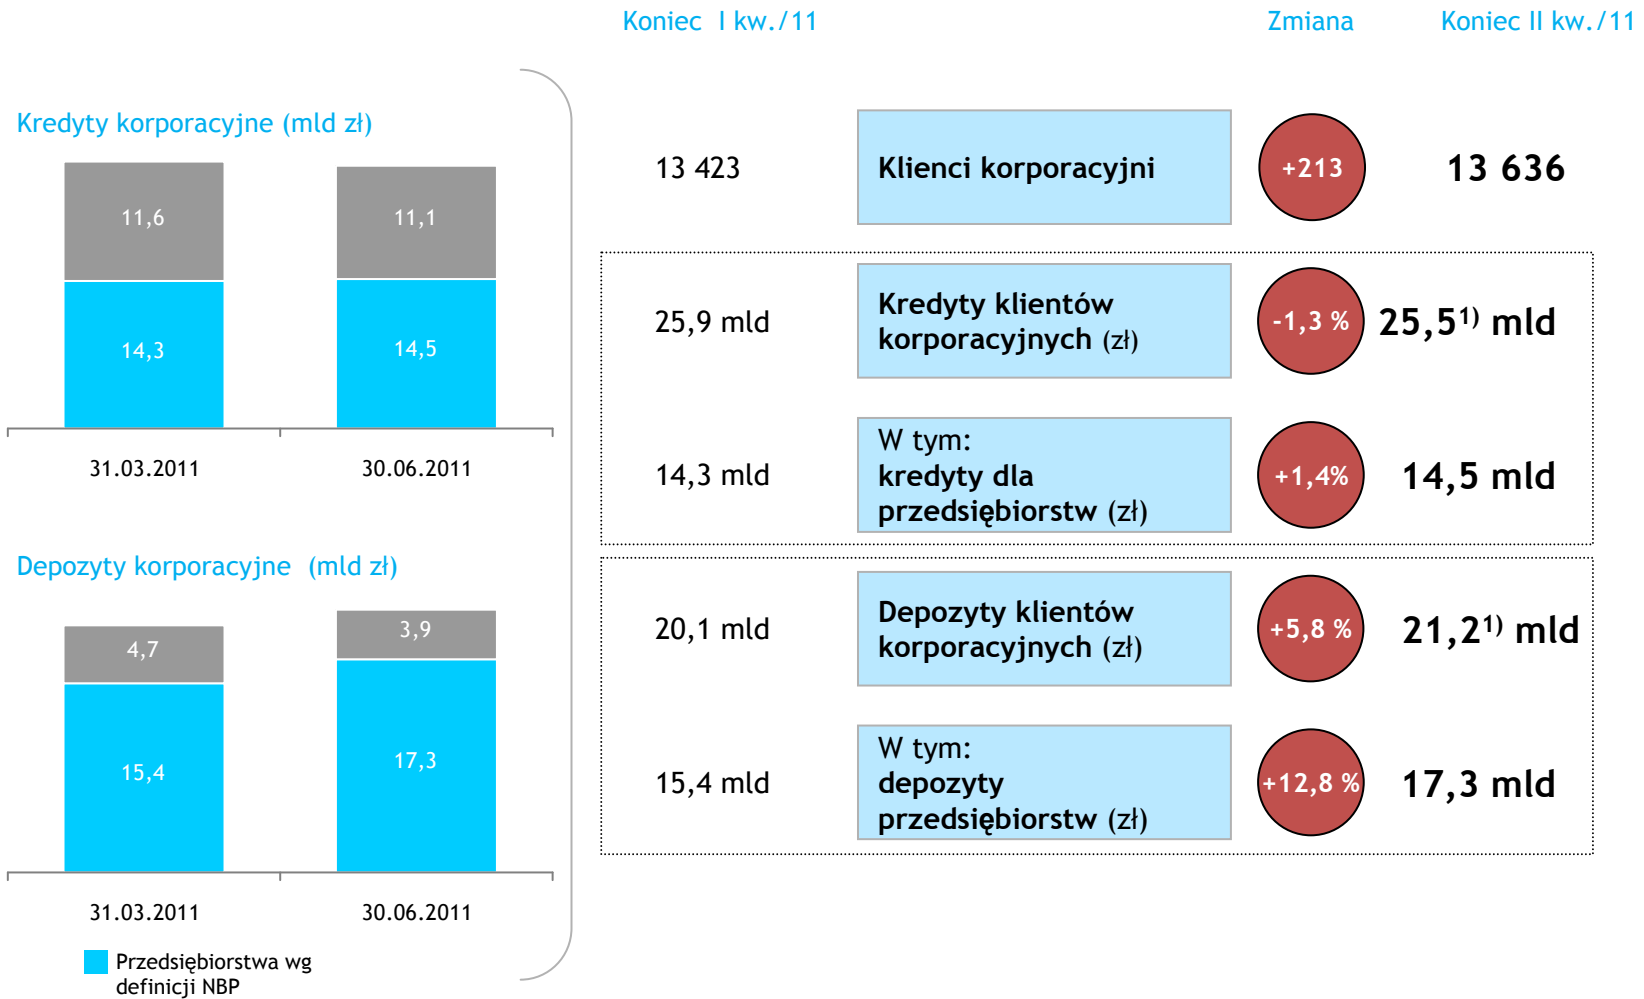 Koniec I kw./11 Zmiana Koniec II kw./11
Kredyty korporacyjne (mld zł)
11,6 11,1
14,3 14,5
31.03.2011 30.06.2011
Depozyty korporacyjne (mld zł)
4,7 3,9
15,4 17,3
31.03.2011 30.06.2011
Przedsiębiorstwa wg
definicji NBP
13 423 Klienci korporacyjni +213 13 636
25,9 mld
Kredyty klientów
korporacyjnych (zł)
-1,3 % 25,5¹⁾ mld
14,3 mld
W tym:
kredyty dla
przedsiębiorstw (zł)
+1,4% 14,5 mld
20,1 mld
Depozyty klientów
korporacyjnych (zł)
+5,8 % 21,2¹⁾ mld
15,4 mld
W tym:
depozyty
przedsiębiorstw (zł)
+12,8 % 17,3 mld